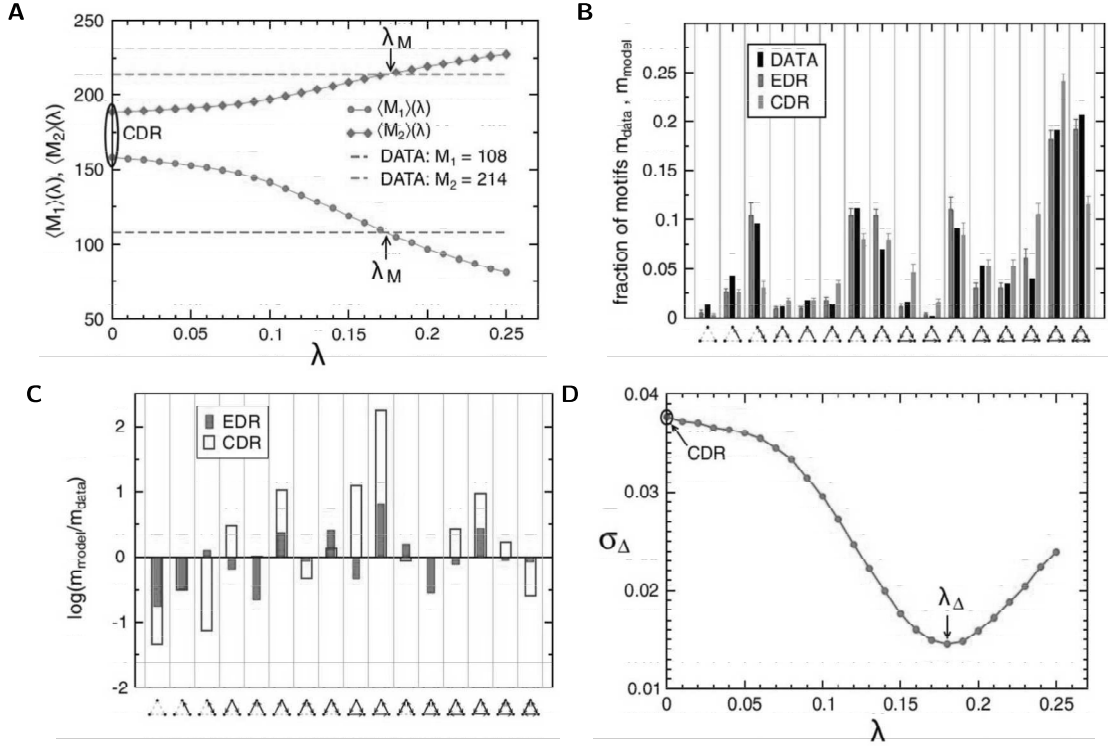 A
250
200
150
100
50
⟨M1⟩(λ), ⟨M2⟩(λ)
λM
CDR
⟨M1⟩(λ)
⟨M2⟩(λ)
DATA: M1 = 108
DATA: M2 = 214
λM
0 0.05 0.10 0.15 0.20 0.25
λ
B
fraction of motifs mdata , mmodel
0.25
0.2
0.15
0.1
0.05
0
DATA
EDR
CDR
C
log(mmodel/mdata)
2
1
0
-1
-2
EDR
CDR
D
0.04
0.03
0.02
0.01
σΔ
CDR
λΔ
0 0.05 0.1 0.15 0.2 0.25
λ